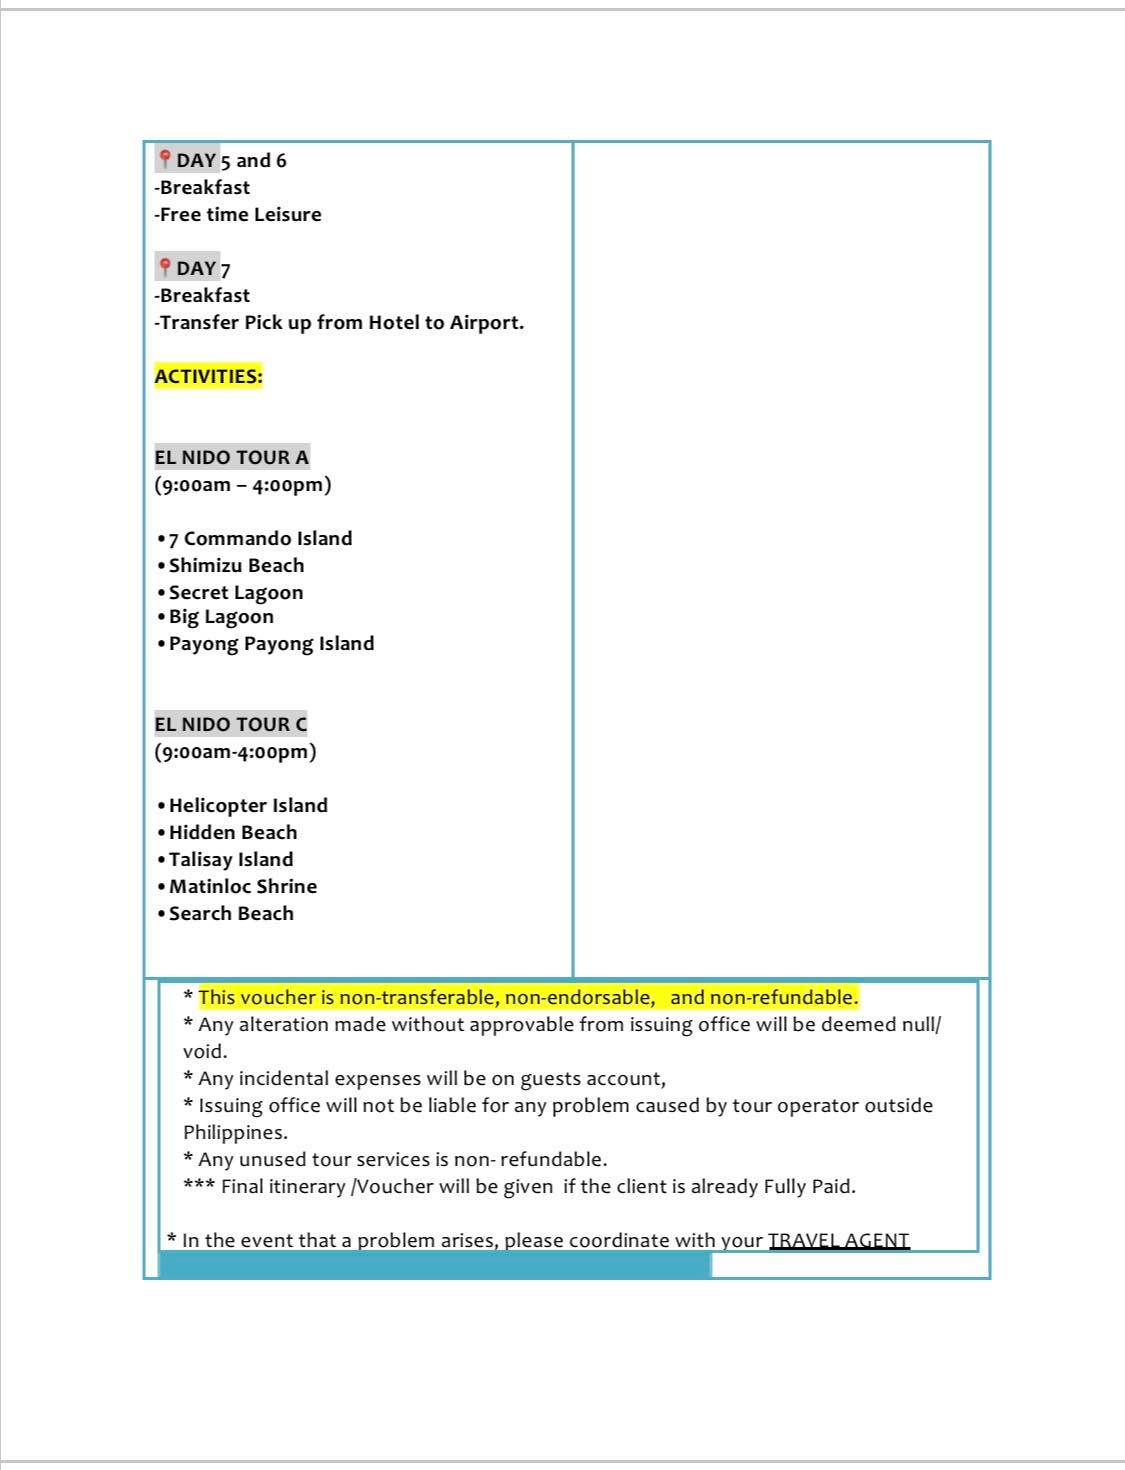 📍DAY 5 and 6
-Breakfast
-Free time Leisure
📍DAY 7
-Breakfast
-Transfer Pick up from Hotel to Airport.
ACTIVITIES:
EL NIDO TOUR A
(9:00am – 4:00pm)
•7 Commando Island
•Shimizu Beach
•Secret Lagoon
•Big Lagoon
•Payong Payong Island
EL NIDO TOUR C
(9:00am-4:00pm)
•Helicopter Island
•Hidden Beach
•Talisay Island
•Matinloc Shrine
•Search Beach
* This voucher is non-transferable, non-endorsable,   and non-refundable.
* Any alteration made without approvable from issuing office will be deemed null/
void.
* Any incidental expenses will be on guests account,
* Issuing office will not be liable for any problem caused by tour operator outside
Philippines.
* Any unused tour services is non- refundable.
*** Final itinerary /Voucher will be given  if the client is already Fully Paid.
* In the event that a problem arises, please coordinate with your TRAVEL AGENT